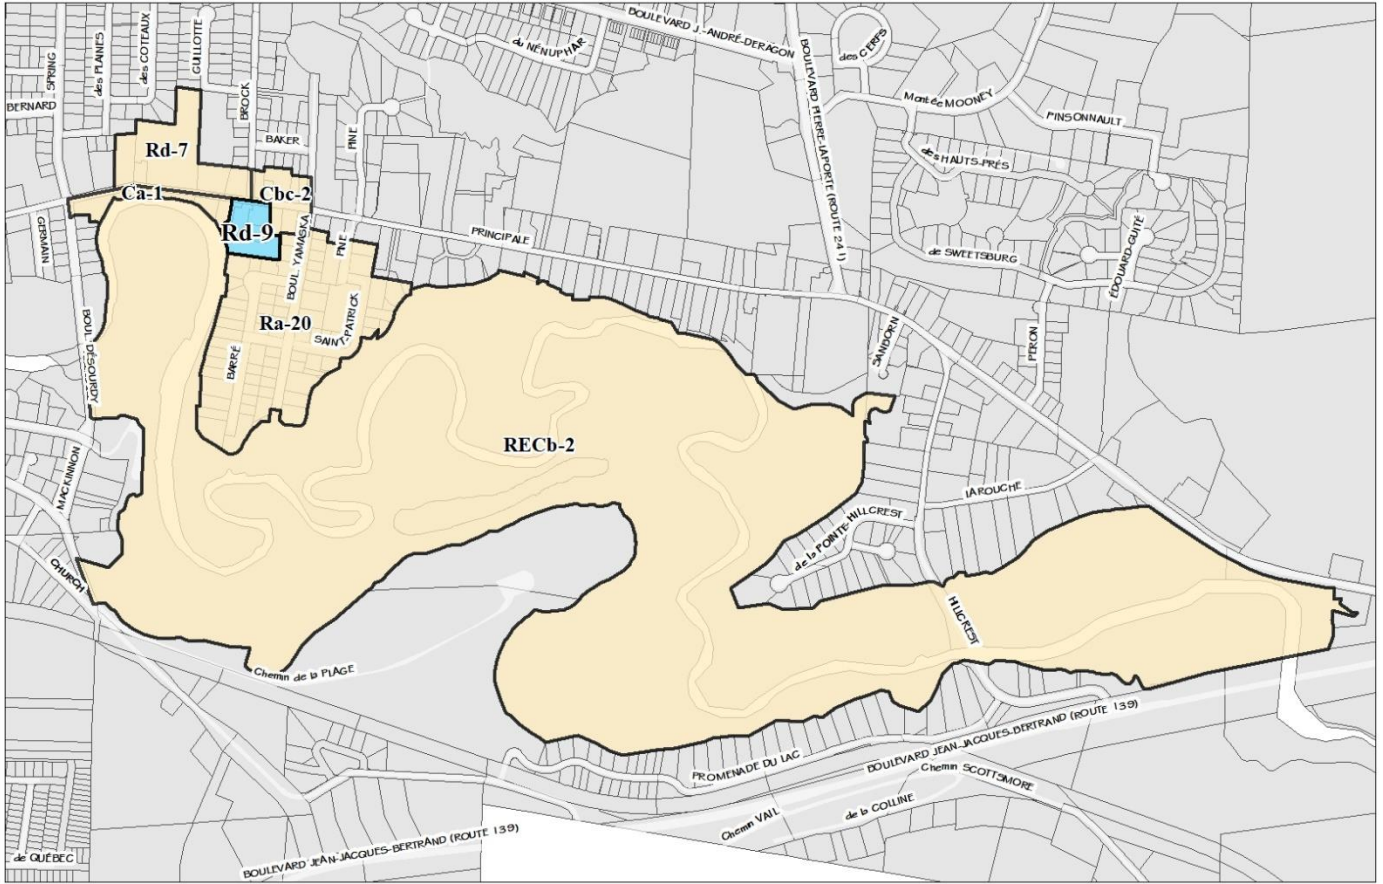 BOULEVARD J.-ANDRÉ-DERAGON
du NÉNUPHAR
des CERFS
SPRING
des PLAINES
des COTEAUX
GUILLOTTE
BERNARD
BROCK
BAKER
PINE
BOULEVARD PIERRE-LAPORTE (ROUTE 241)
Montée MOONEY
PINSONNAULT
des HAUTS-PRÉS
Rd-7
Ca-1
Cbc-2
Rd-9
GERMAIN
PRINCIPALE
PINE
BOUL. YAMASKA
de SWEETSBURG
ÉDOUARD-GUITÉ
Ra-20
SAINT-PATRICK
BARRÉ
BOUL. DÉSOURDY
SANDORN
PERON
RECb-2
MACKINNON
LAROUCHE
de la POINTE-HILLCREST
CHURCH
HILLCREST
Chemin de la PLAGE
PROMENADE DU LAC
BOULEVARD JEAN-JACQUES-BERTRAND (ROUTE 139)
Chemin SCOTTSMORE
de la COLLINE
Chemin VAIL
BOULEVARD JEAN-JACQUES-BERTRAND (ROUTE 139)
de QUÉBEC